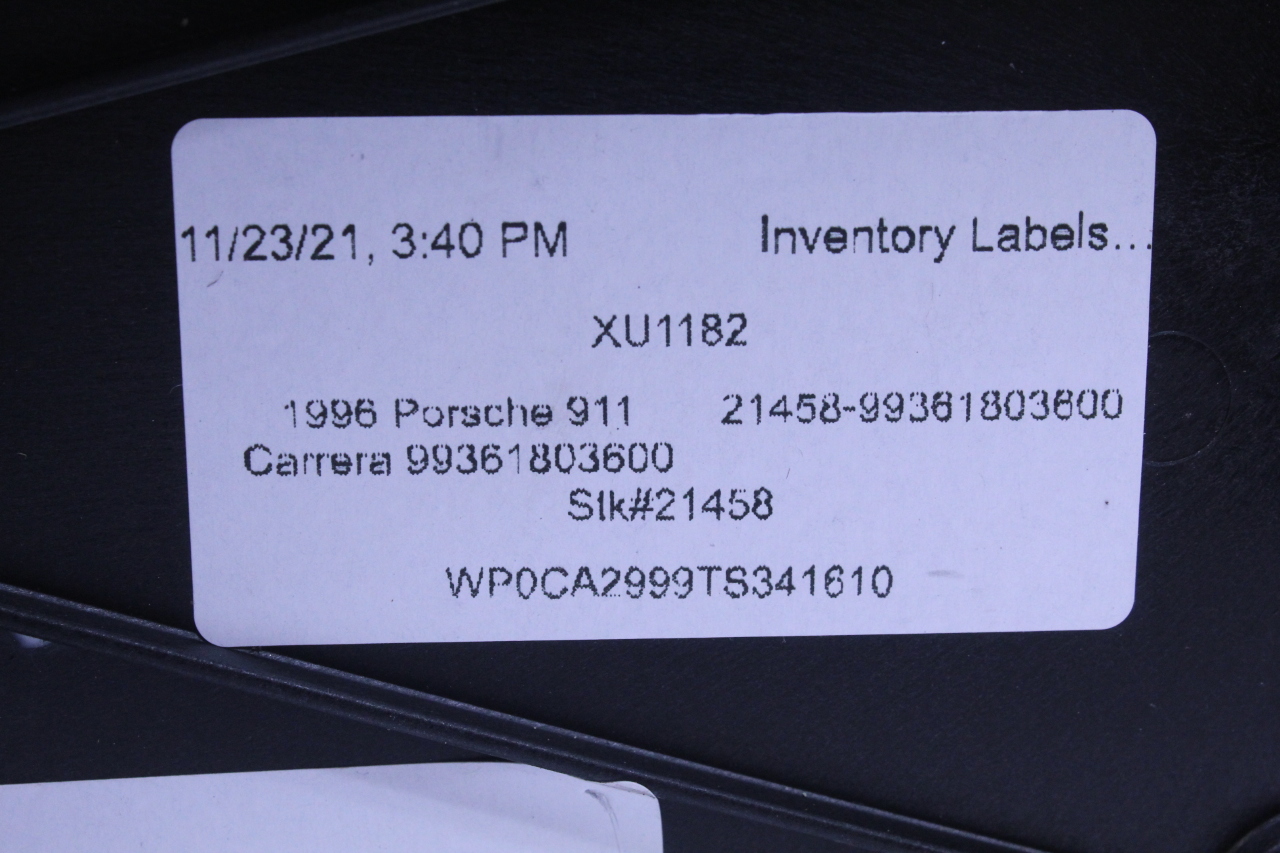 11/23/21, 3:40 PM Inventory Labels...
XU1182
1996 Porsche 911 21458-99361803600
Carrera 99361803600
Stk#21458
WP0CA2999TS341610